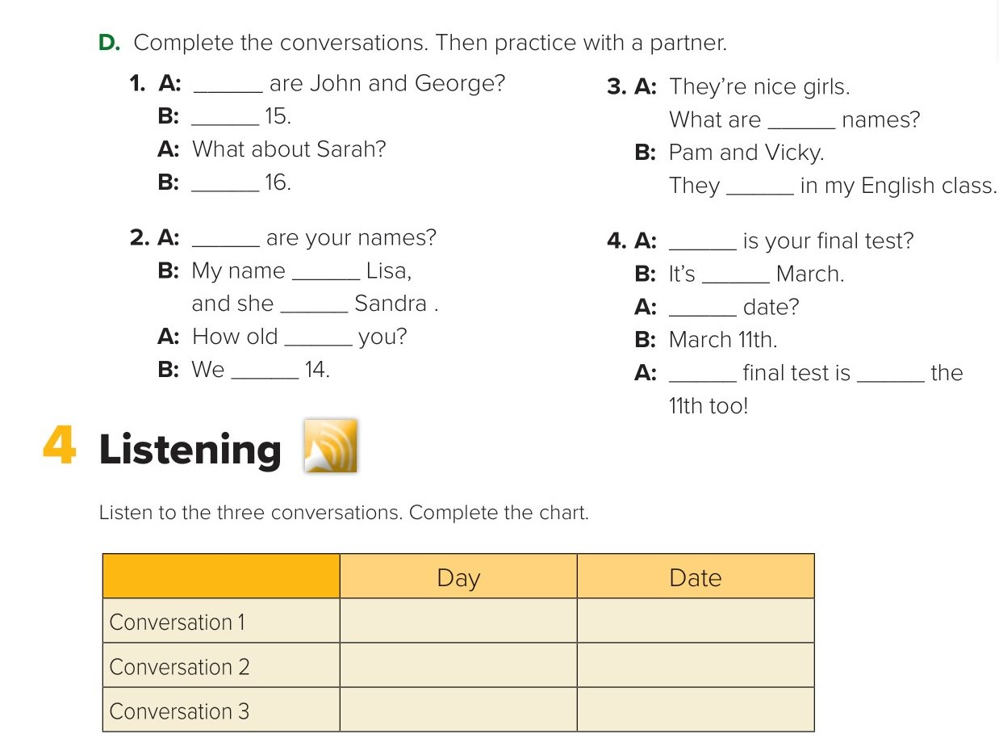 D. Complete the conversations. Then practice with a partner.
1. A: ______ are John and George?
B: ______ 15.
A: What about Sarah?
B: ______ 16.
2. A: ______ are your names?
B: My name ______ Lisa,
and she ______ Sandra .
A: How old ______ you?
B: We ______ 14.
3. A: They're nice girls.
What are ______ names?
B: Pam and Vicky.
They ______ in my English class.
4. A: ______ is your final test?
B: It's ______ March.
A: ______ date?
B: March 11th.
A: ______ final test is ______ the
11th too!
4 Listening
Listen to the three conversations. Complete the chart.
Day Date
Conversation 1
Conversation 2
Conversation 3